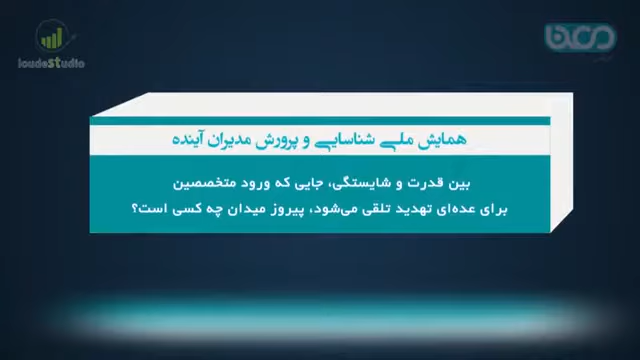 joudeStudio
همایش ملی شناسایی و پرورش مدیران آینده
بین قدرت و شایستگی، جایی که ورود متخصصین
برای عده‌ای تهدید تلقی می‌شود، پیروز میدان چه کسی است؟